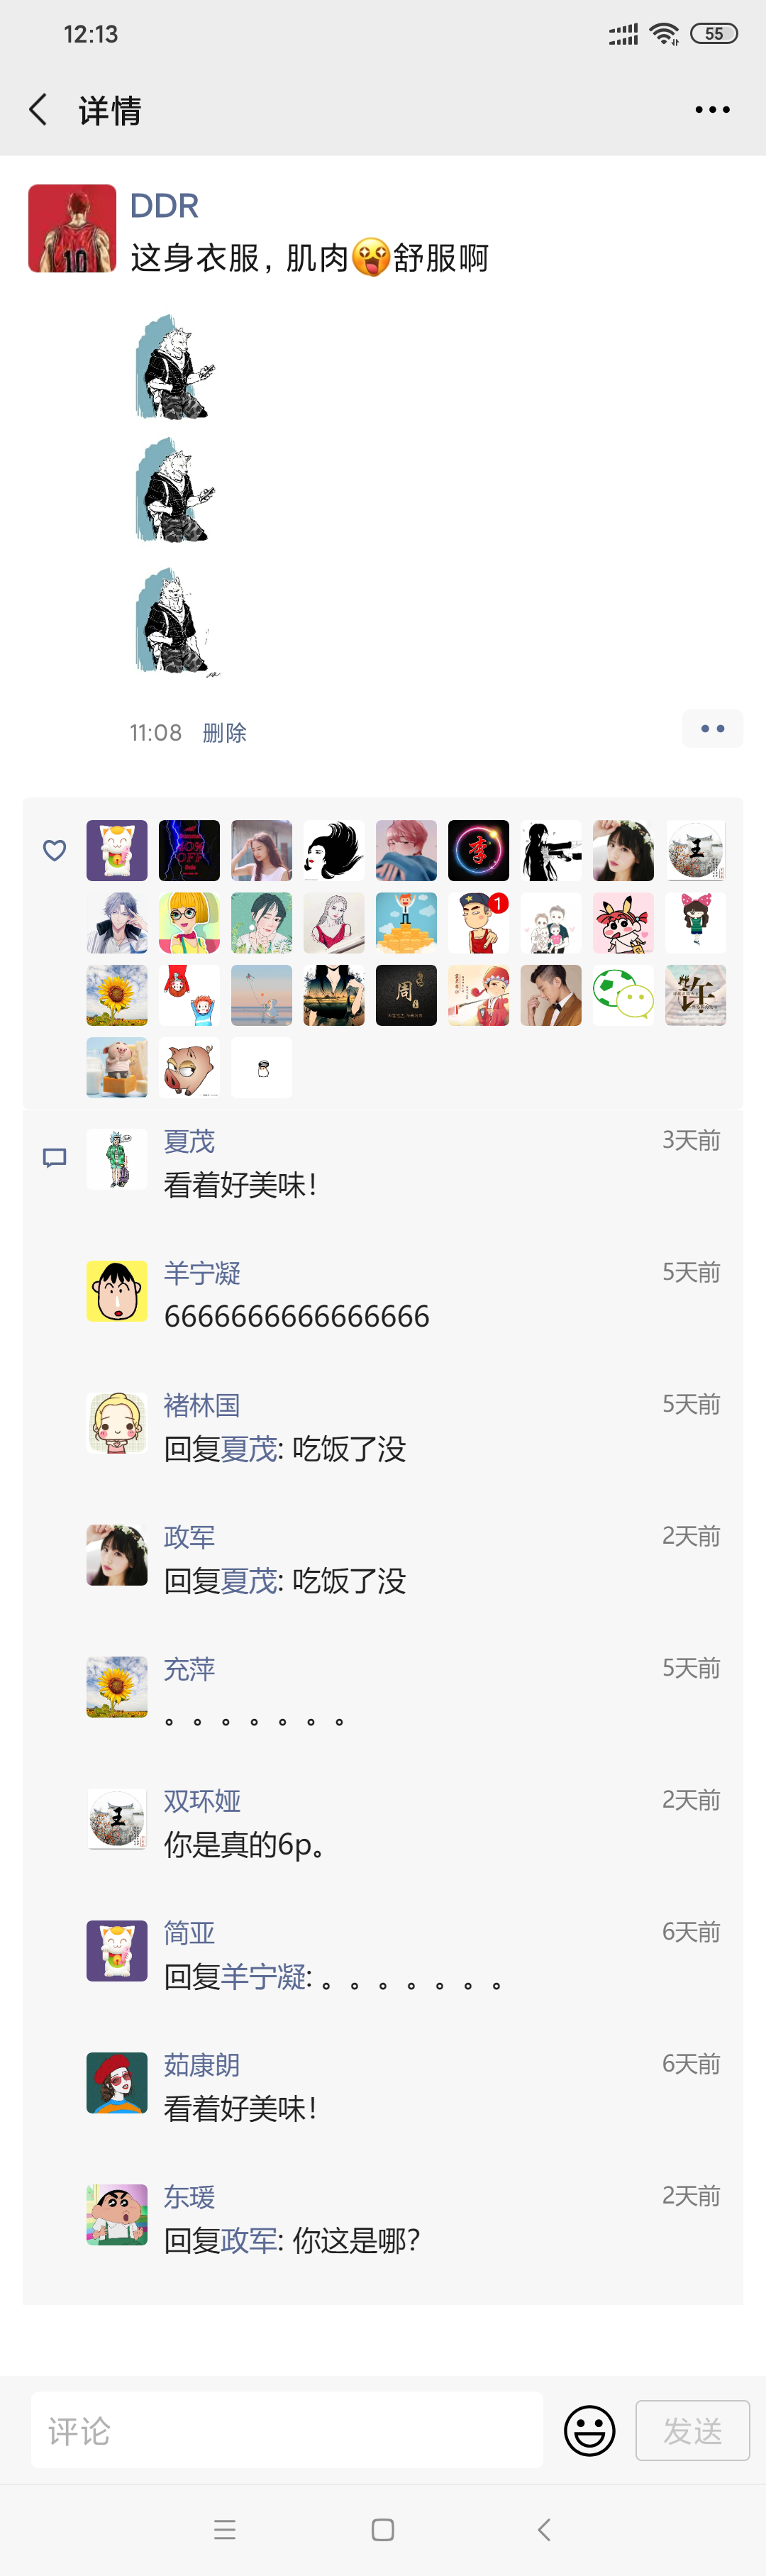 12:13
55
详情
DDR
这身衣服，肌肉😍舒服啊
11:08 删除
李
王
1
周
许
夏茂 3天前
看着好美味！
羊宁凝 5天前
6666666666666666
褚林国 5天前
回复夏茂: 吃饭了没
政军 2天前
回复夏茂: 吃饭了没
充萍 5天前
。。。。。。。
双环娅 2天前
你是真的6p。
简亚 6天前
回复羊宁凝: 。。。。。。。
茹康朗 6天前
看着好美味！
东瑗 2天前
回复政军: 你这是哪？
评论
发送